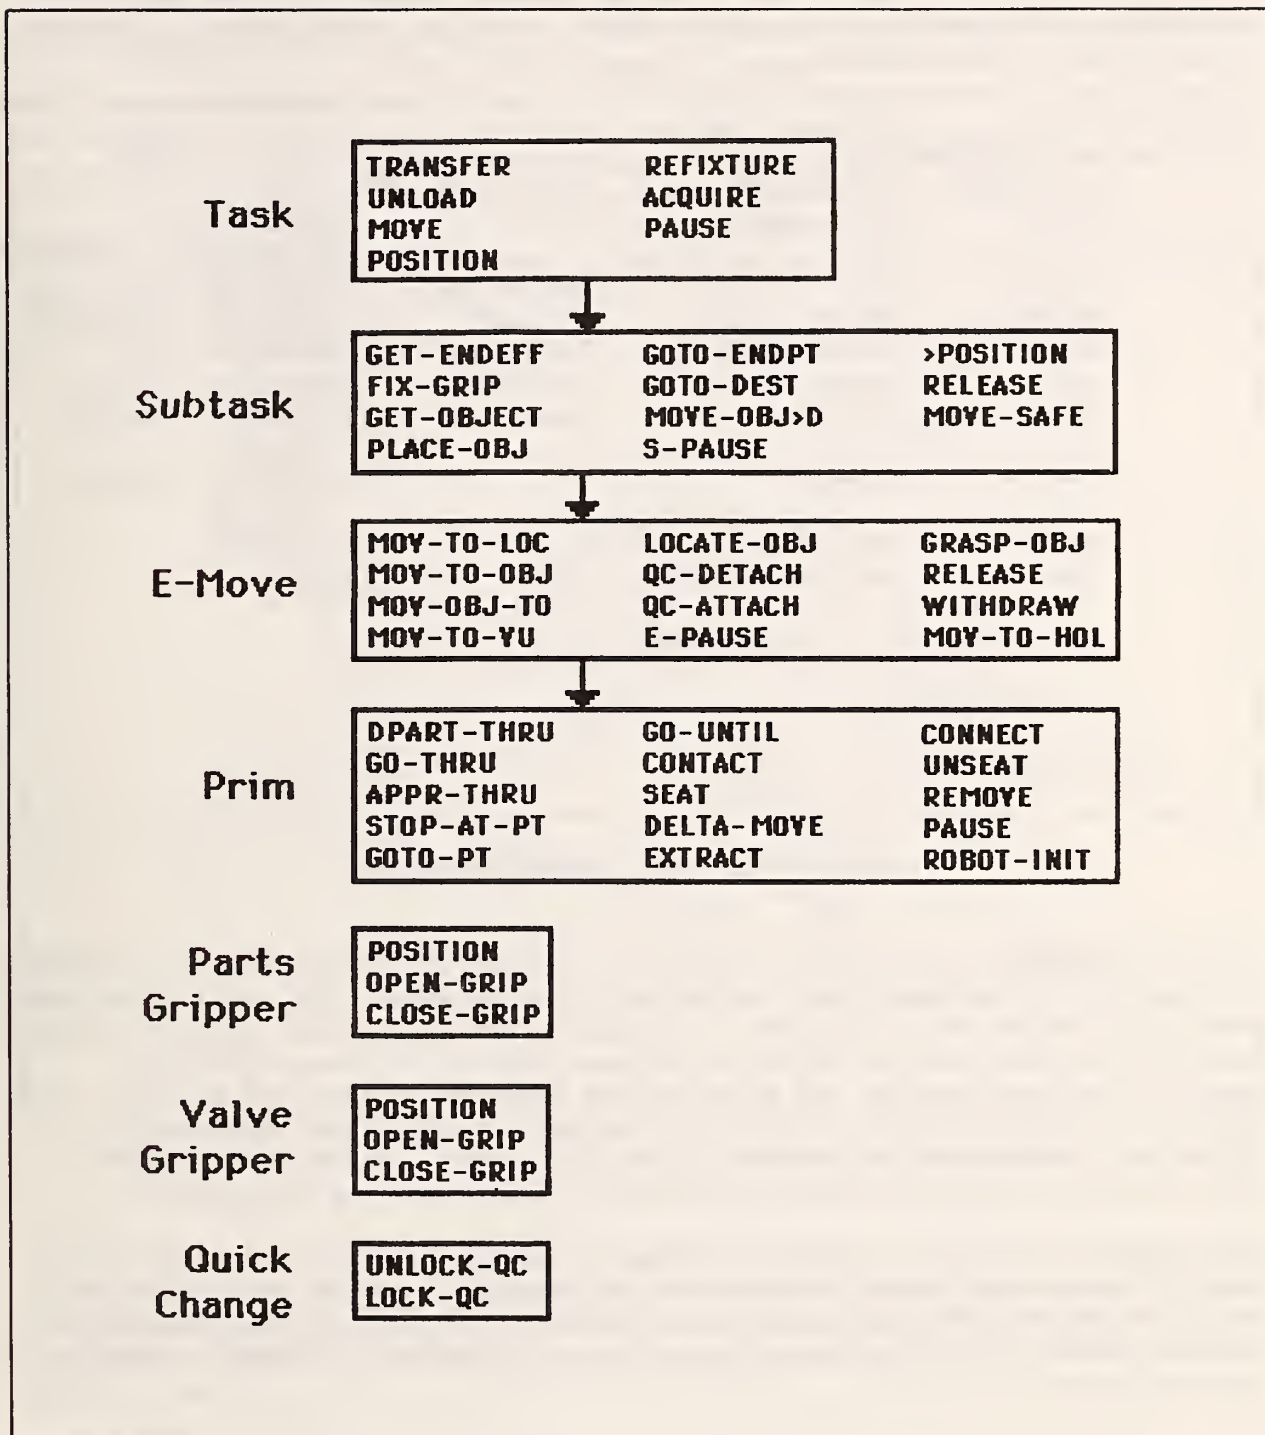 Task
TRANSFER REFIXTURE
UNLOAD ACQUIRE
MOVE PAUSE
POSITION
Subtask
GET-ENDEFF GOTO-ENDPT >POSITION
FIX-GRIP GOTO-DEST RELEASE
GET-OBJECT MOVE-OBJ>D MOVE-SAFE
PLACE-OBJ S-PAUSE
E-Move
MOV-TO-LOC LOCATE-OBJ GRASP-OBJ
MOV-TO-OBJ QC-DETACH RELEASE
MOV-OBJ-TO QC-ATTACH WITHDRAW
MOV-TO-VU E-PAUSE MOV-TO-HOL
Prim
DPART-THRU GO-UNTIL CONNECT
GO-THRU CONTACT UNSEAT
APPR-THRU SEAT REMOVE
STOP-AT-PT DELTA-MOVE PAUSE
GOTO-PT EXTRACT ROBOT-INIT
Parts
Gripper
POSITION
OPEN-GRIP
CLOSE-GRIP
Valve
Gripper
POSITION
OPEN-GRIP
CLOSE-GRIP
Quick
Change
UNLOCK-QC
LOCK-QC